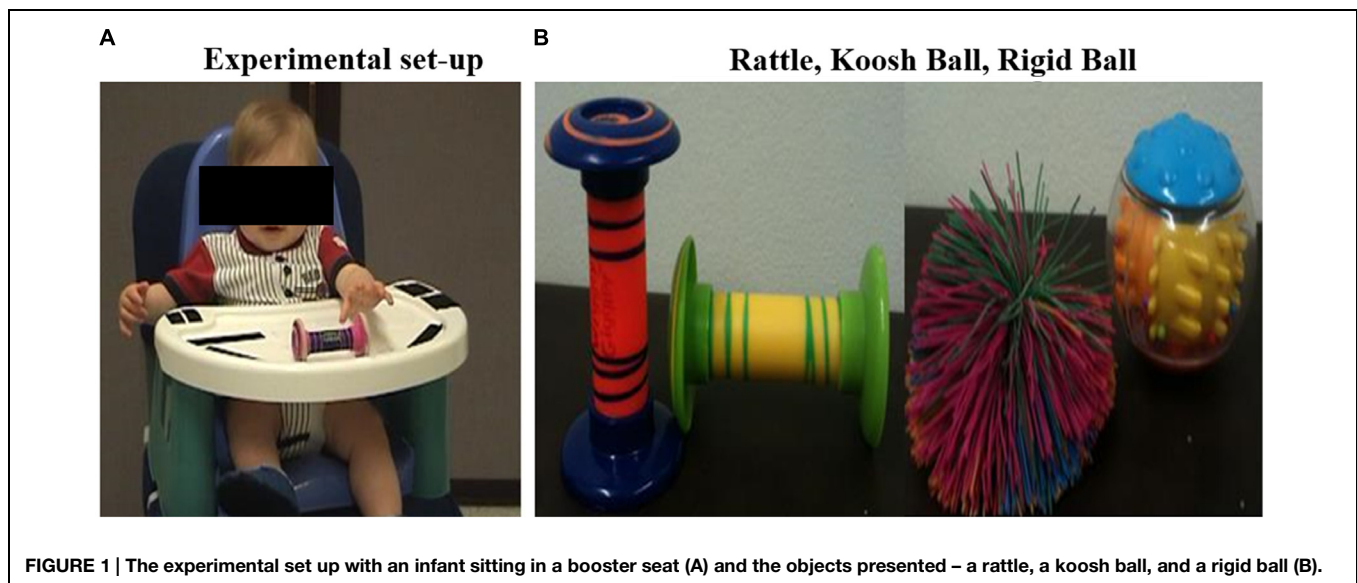 A
Experimental set-up
B
Rattle, Koosh Ball, Rigid Ball
FIGURE 1 | The experimental set up with an infant sitting in a booster seat (A) and the objects presented – a rattle, a koosh ball, and a rigid ball (B).